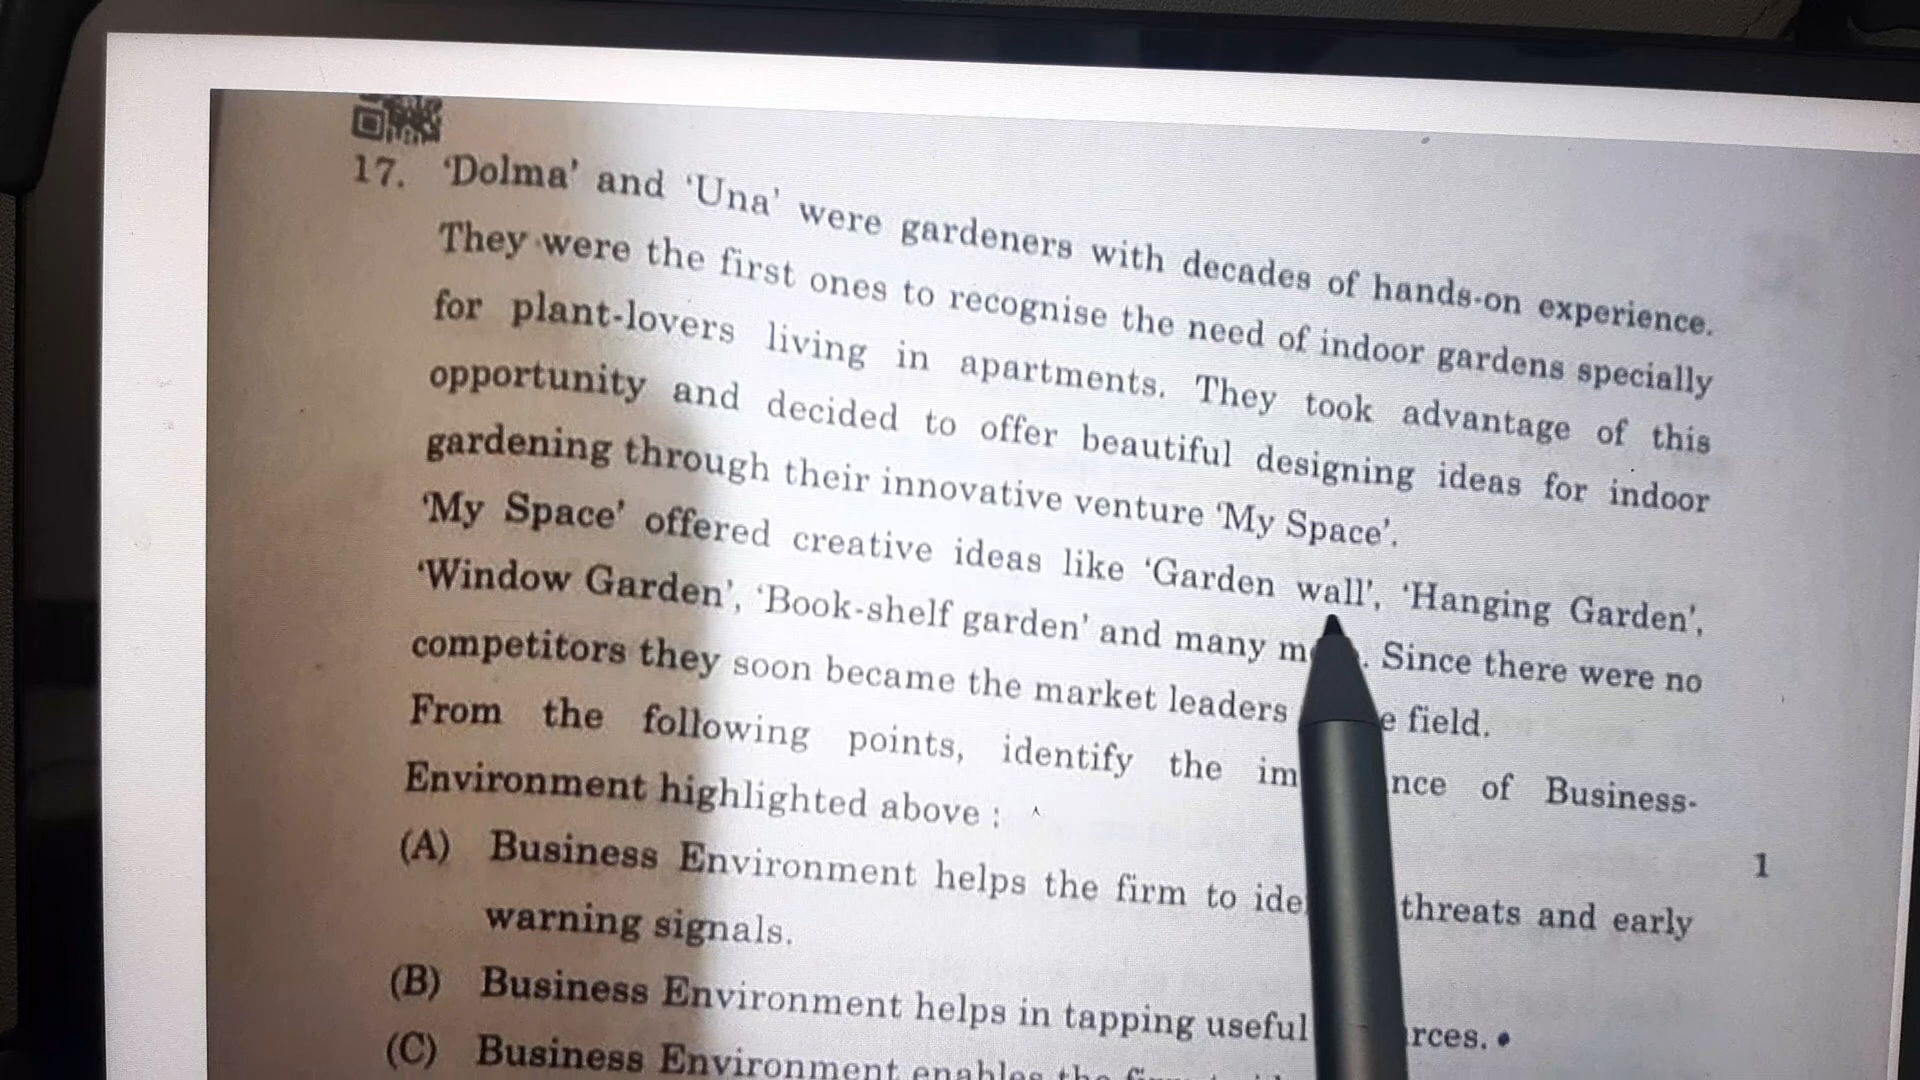 17. ‘Dolma’ and ‘Una’ were gardeners with decades of hands-on experience.
They were the first ones to recognise the need of indoor gardens specially
for plant-lovers living in apartments. They took advantage of this
opportunity and decided to offer beautiful designing ideas for indoor
gardening through their innovative venture ‘My Space’.
‘My Space’ offered creative ideas like ‘Garden wall’, ‘Hanging Garden’,
‘Window Garden’, ‘Book-shelf garden’ and many . Since there were no
competitors they soon became the market leaders field.
From the following points, identify the of Business-
Environment highlighted above :
1
(A) Business Environment helps the firm to threats and early
warning signals.
(B) Business Environment helps in tapping useful
(C) Business Environment enables the